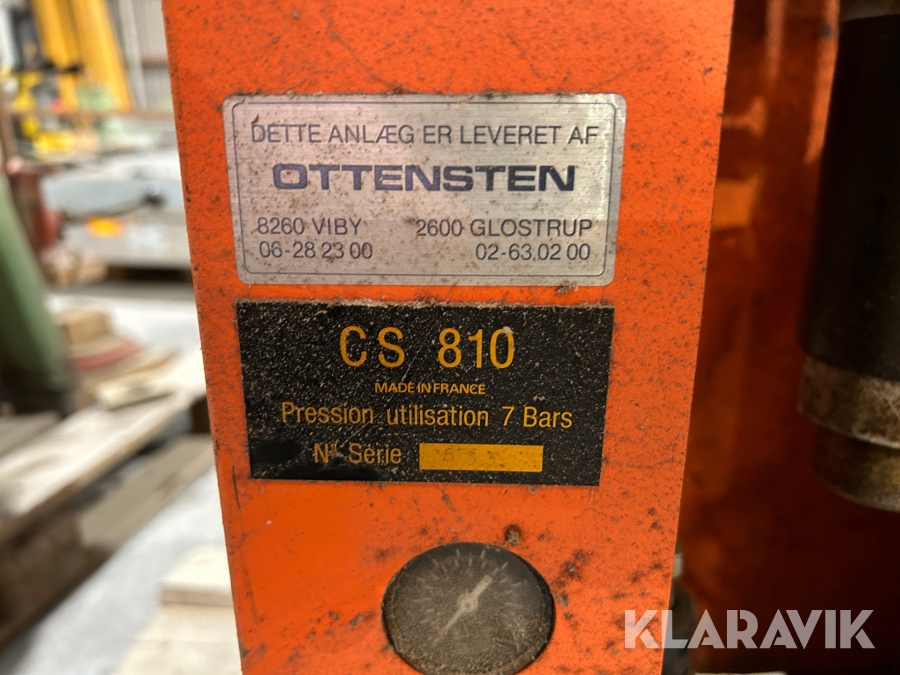 DETTE ANLÆG ER LEVERET AF
OTTENSTEN
8260 VIBY 2600 GLOSTRUP
06-28 23 00 02-63.02 00
CS 810
MADE IN FRANCE
Pression utilisation 7 Bars
Nº Série
KLARAVIK